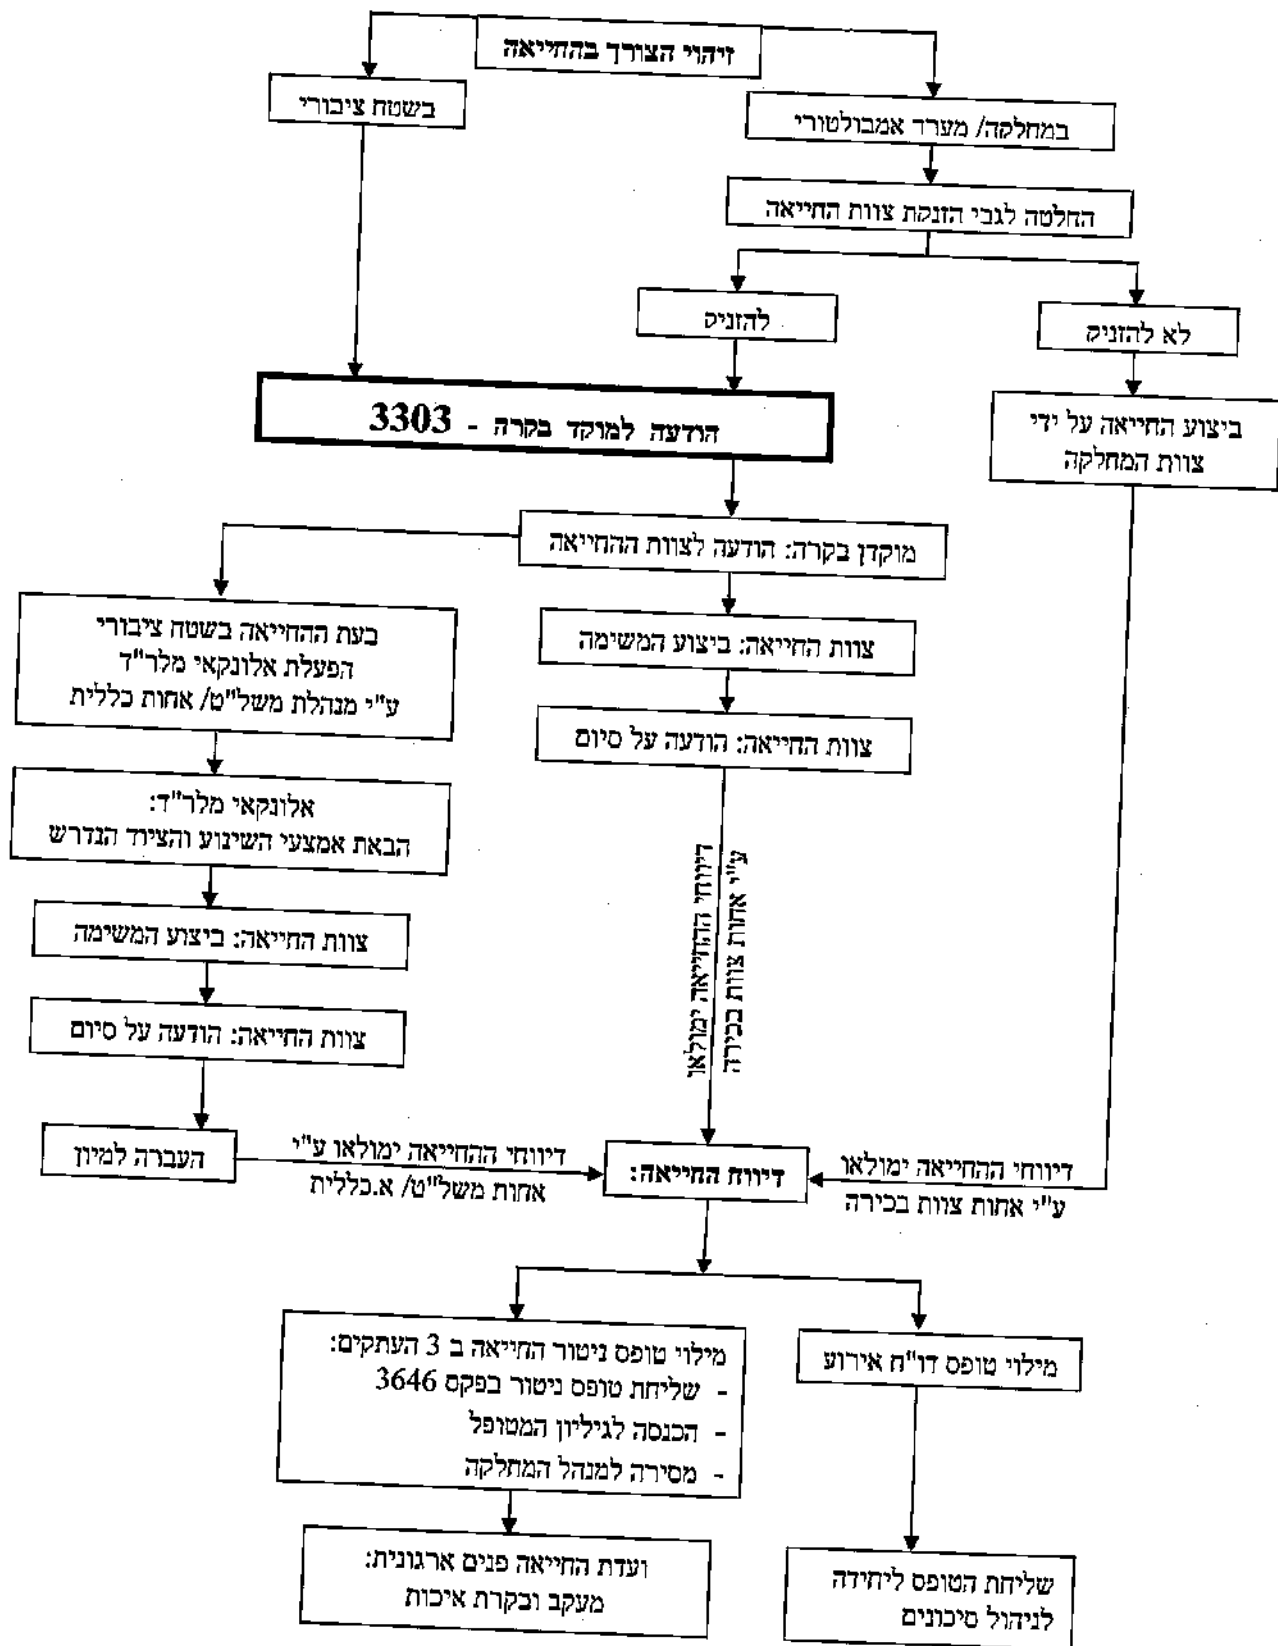 זיהוי הצורך בהחייאה
בשטח ציבורי
במחלקה/ מערד אמבולטורי
החלטה לגבי הזנקת צוות החייאה
להזניק
לא להזניק
הודעה למוקד בקרה - 3303
ביצוע החייאה על ידי
צוות המחלקה
מוקדן בקרה: הודעה לצוות ההחייאה
בעת ההחייאה בשטח ציבורי
הפעלת אלונקאי מלר"ד
ע"י מנהלת משל"ט/ אחות כללית
צוות החייאה: ביצוע המשימה
צוות החייאה: הודעה על סיום
אלונקאי מלר"ד:
הבאת אמצעי השינוע והציוד הנדרש
צוות החייאה: ביצוע המשימה
צוות החייאה: הודעה על סיום
דיווחי ההחייאה ימולאו
ע"י אחות צוות בכירה
העברה למיון
דיווחי ההחייאה ימולאו ע"י
אחות משל"ט/ א.כללית
דיווח החייאה:
דיווחי ההחייאה ימולאו
ע"י אחות צוות בכירה
מילוי טופס ניטור החייאה ב 3 העתקים:
- שליחת טופס ניטור בפקס 3646
- הכנסה לגיליון המטופל
- מסירה למנהל המחלקה
מילוי טופס דו"ח אירוע
ועדת החייאה פנים ארגונית:
מעקב ובקרת איכות
שליחת הטופס ליחידה
לניהול סיכונים